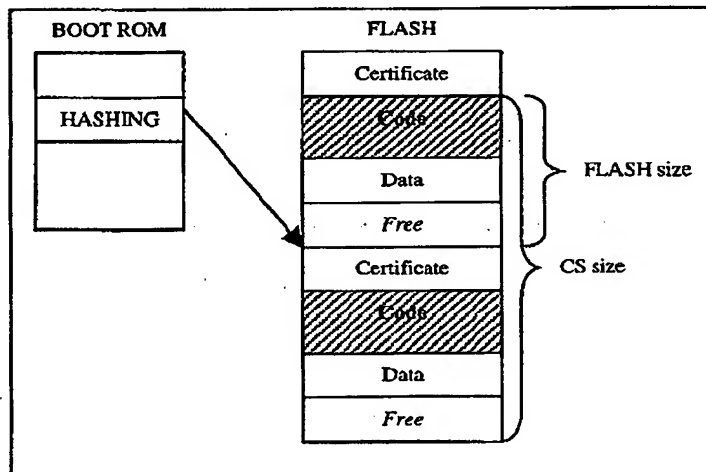 BOOT ROM
HASHING
FLASH
Certificate
Code
Data
Free
Certificate
Code
Data
Free
FLASH size
CS size